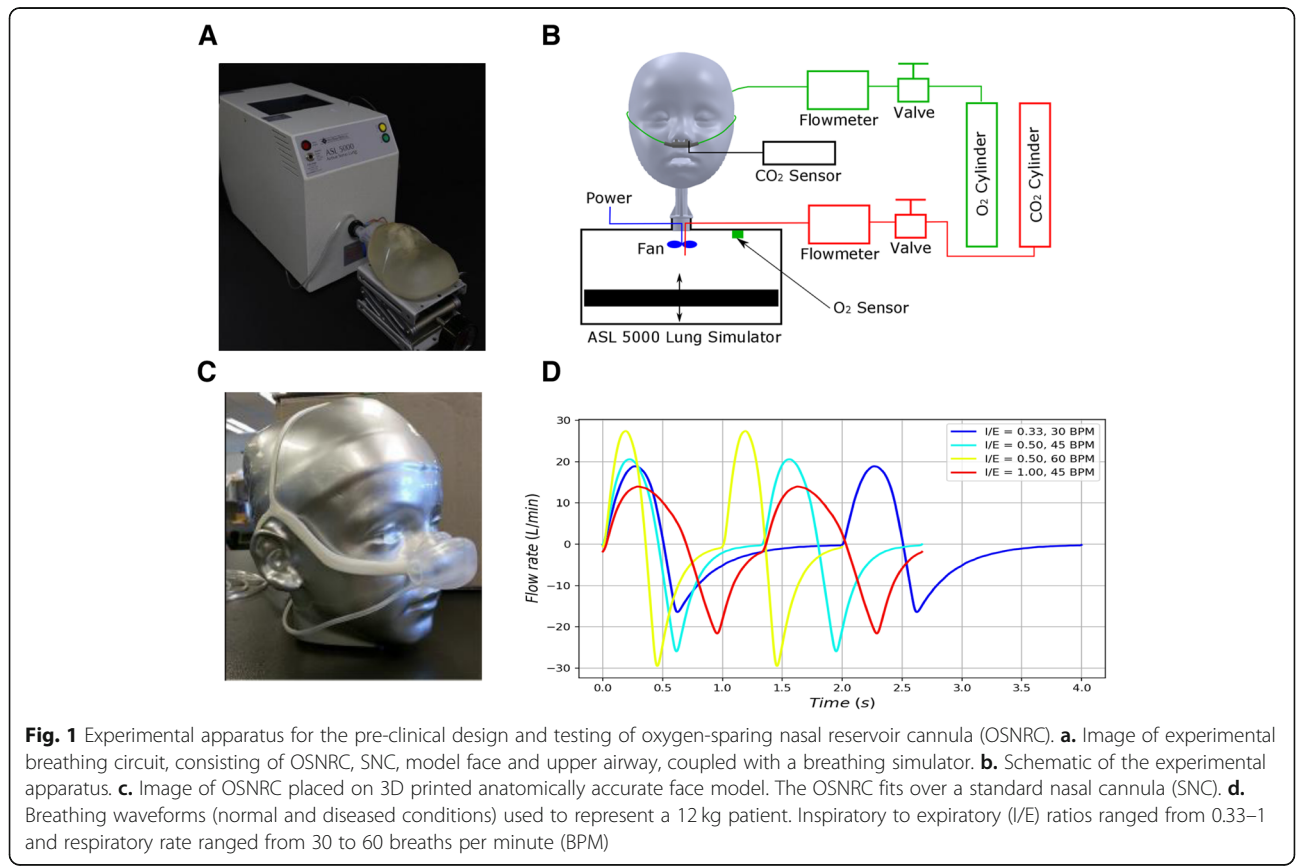 A
B
ASL 5000
Flowmeter
Valve
CO₂ Sensor
O₂ Cylinder
CO₂ Cylinder
Power
Fan
Flowmeter
Valve
O₂ Sensor
ASL 5000 Lung Simulator
C
D
30
20
10
0
−10
−20
−30
Flow rate (L/min)
I/E = 0.33, 30 BPM
I/E = 0.50, 45 BPM
I/E = 0.50, 60 BPM
I/E = 1.00, 45 BPM
0.0 0.5 1.0 1.5 2.0 2.5 3.0 3.5 4.0
Time (s)
Fig. 1 Experimental apparatus for the pre-clinical design and testing of oxygen-sparing nasal reservoir cannula (OSNRC). a. Image of experimental
breathing circuit, consisting of OSNRC, SNC, model face and upper airway, coupled with a breathing simulator. b. Schematic of the experimental
apparatus. c. Image of OSNRC placed on 3D printed anatomically accurate face model. The OSNRC fits over a standard nasal cannula (SNC). d.
Breathing waveforms (normal and diseased conditions) used to represent a 12 kg patient. Inspiratory to expiratory (I/E) ratios ranged from 0.33–1
and respiratory rate ranged from 30 to 60 breaths per minute (BPM)